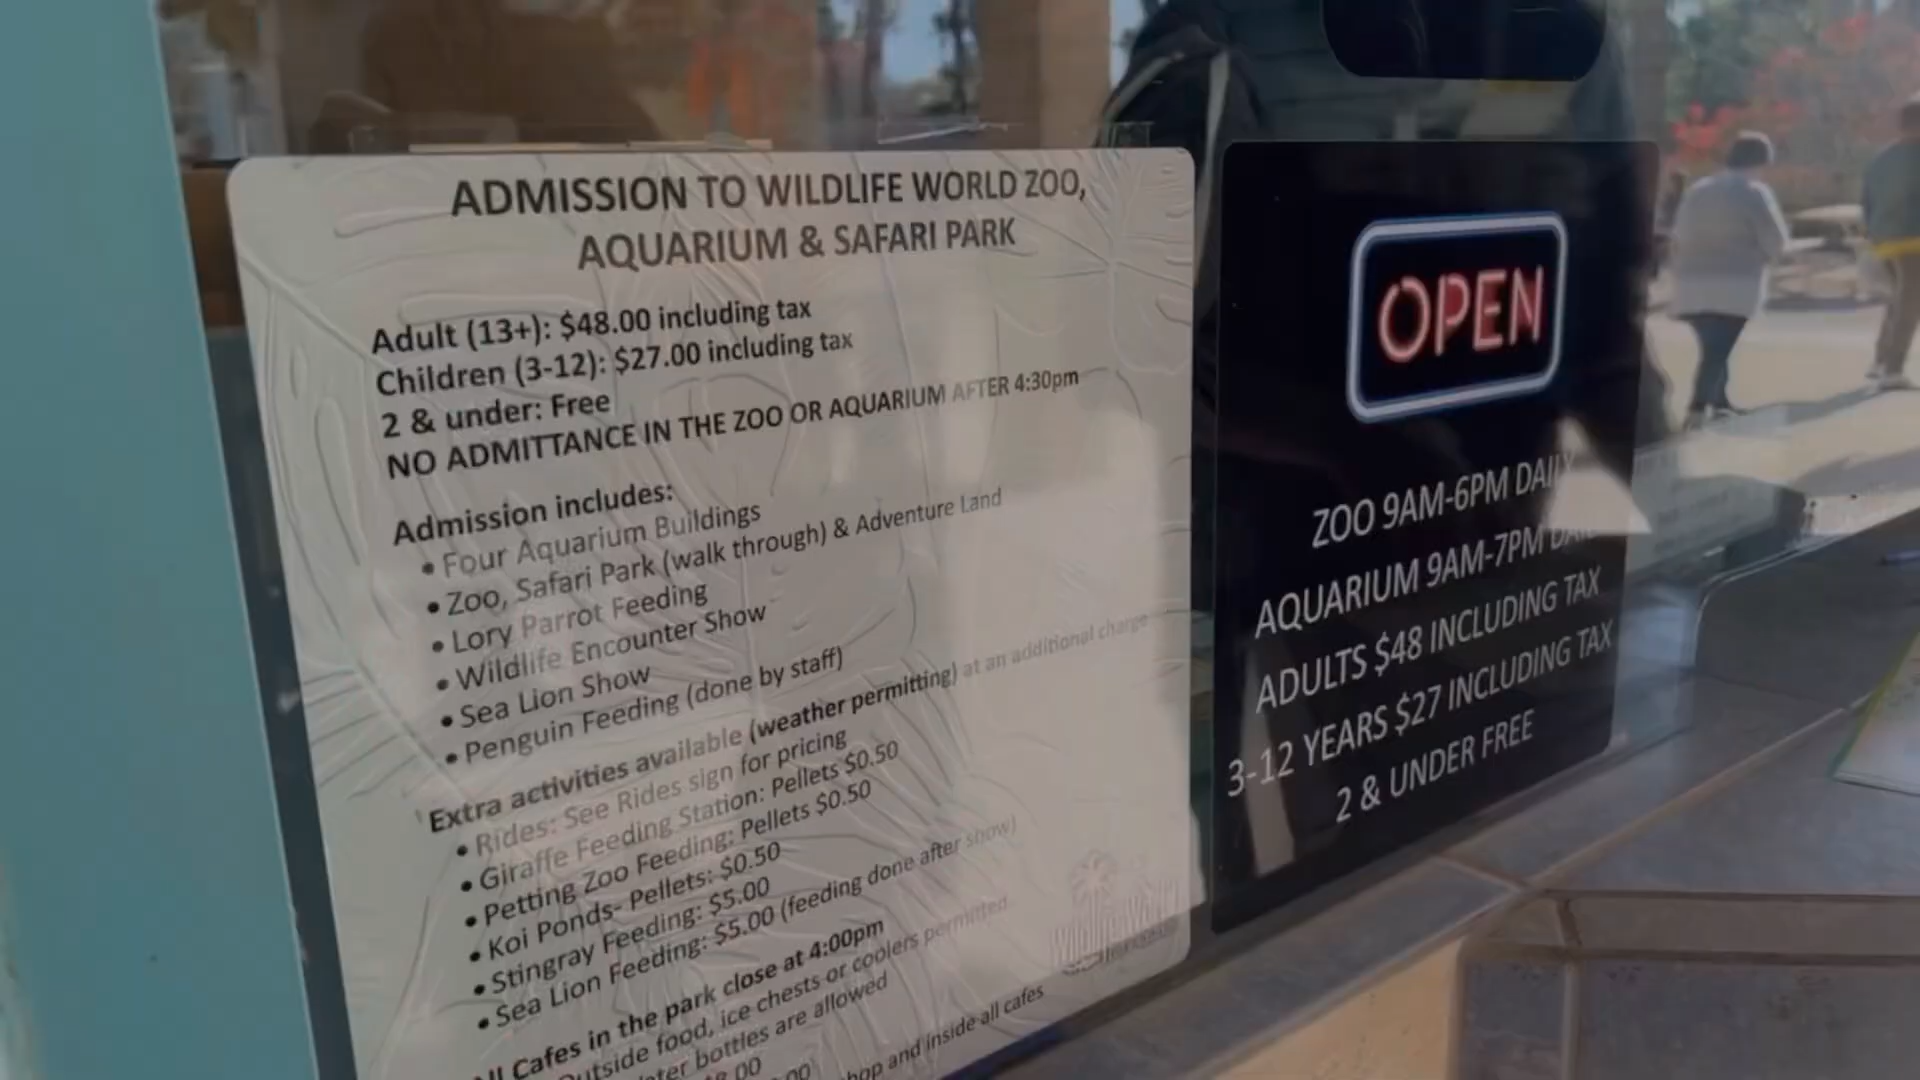 ADMISSION TO WILDLIFE WORLD ZOO,
AQUARIUM & SAFARI PARK
Adult (13+): $48.00 including tax
Children (3-12): $27.00 including tax
2 & under: Free
NO ADMITTANCE IN THE ZOO OR AQUARIUM AFTER 4:30pm
Admission includes:
• Four Aquarium Buildings
• Zoo, Safari Park (walk through) & Adventure Land
• Lory Parrot Feeding
• Wildlife Encounter Show
• Sea Lion Show
• Penguin Feeding (done by staff)
Extra activities available (weather permitting) at an additional charge
• Rides: See Rides sign for pricing
• Giraffe Feeding Station: Pellets $0.50
• Petting Zoo Feeding: Pellets $0.50
• Koi Ponds- Pellets: $0.50
• Stingray Feeding: $5.00
• Sea Lion Feeding: $5.00 (feeding done after show)
Cafes in the park close at 4:00pm
food, ice chests or coolers permitted
bottles are allowed
and inside all cafes
Wildlife World
OPEN
ZOO 9AM-6PM DAILY
AQUARIUM 9AM-7PM
ADULTS $48 INCLUDING TAX
3-12 YEARS $27 INCLUDING TAX
2 & UNDER FREE